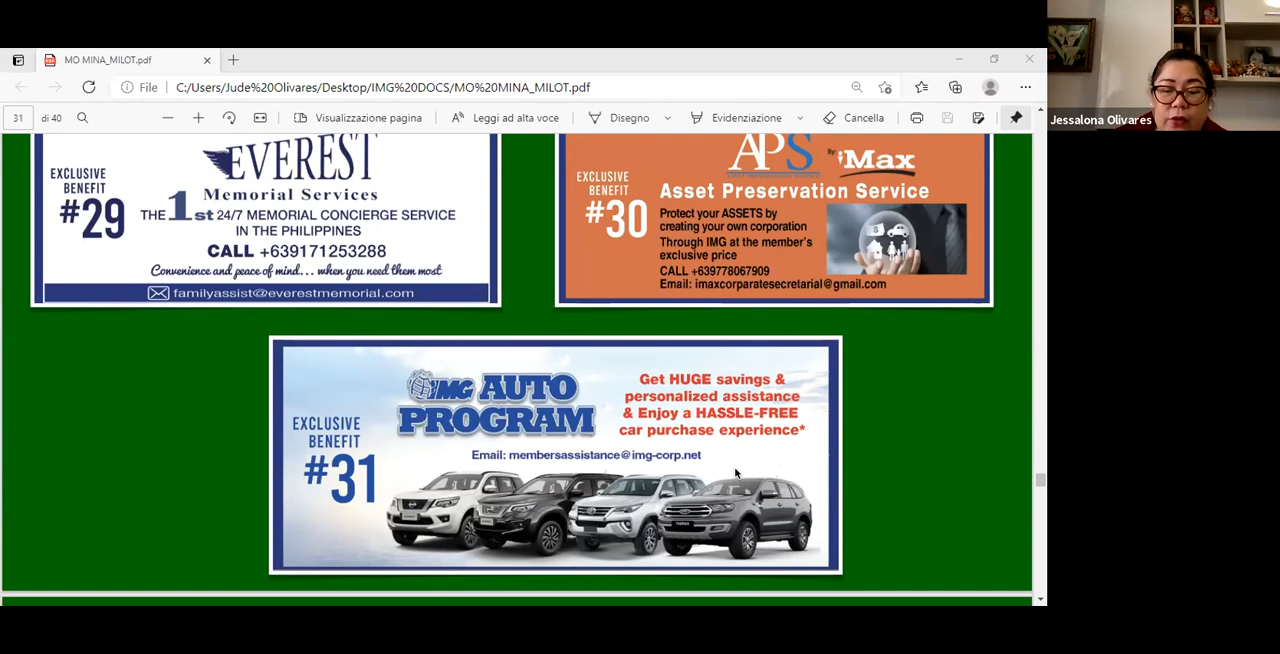 MO MINA_MILOT.pdf
File
C:/Users/Jude%20Olivares/Desktop/IMG%20DOCS/MO%20MINA_MILOT.pdf
31 di 40
Visualizzazione pagina
Leggi ad alta voce
Disegno
Evidenziazione
Cancella
Jessalona Olivares
EXCLUSIVE
BENEFIT
#29
EVEREST
Memorial Services
THE 1st 24/7 MEMORIAL CONCIERGE SERVICE
IN THE PHILIPPINES
CALL +639171253288
Convenience and peace of mind... when you need them most
familyassist@everestmemorial.com
EXCLUSIVE
BENEFIT
#30
APS By: iMax
Asset Preservation Service
Protect your ASSETS by
creating your own corporation
Through IMG at the member's
exclusive price
CALL +639778067909
Email: imaxcorparatesecretarial@gmail.com
EXCLUSIVE
BENEFIT
#31
IMG AUTO
PROGRAM
Get HUGE savings &
personalized assistance
& Enjoy a HASSLE-FREE
car purchase experience*
Email: membersassistance@img-corp.net